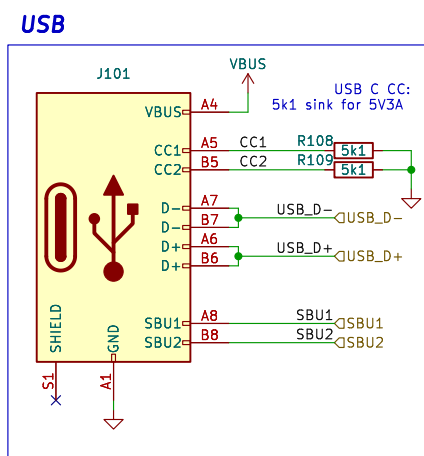 USB
J101
VBUS
USB C CC:
5k1 sink for 5V3A
VBUS A4
CC1 A5 CC1 R108 5k1
CC2 B5 CC2 R109 5k1
D- A7
D- B7 USB_D- USB_D-
D+ A6
D+ B6 USB_D+ USB_D+
SBU1 A8 SBU1 SBU1
SBU2 B8 SBU2 SBU2
SHIELD
GND
S1
A1